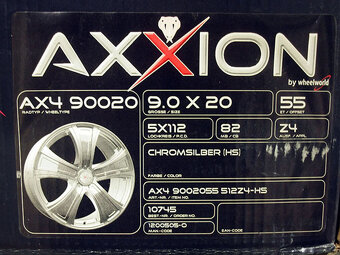 AXXION
by wheelworld
AX4 90020
RADTYP / WHEELTYPE
9.0 X 20
GRÖSSE / SIZE
55
ET / OFFSET
5X112
LOCHKREIS / P.C.D.
82
MB / CB
Z4
AUSF. / APPL.
CHROMSILBER (HS)
FARBE / COLOR
AX4 9002055 512Z4-HS
ART.-NR. / ITEM NO.
10745
BEST.-NR. / ORDER NO.
1200505-0
MAN-CODE
EAN-CODE